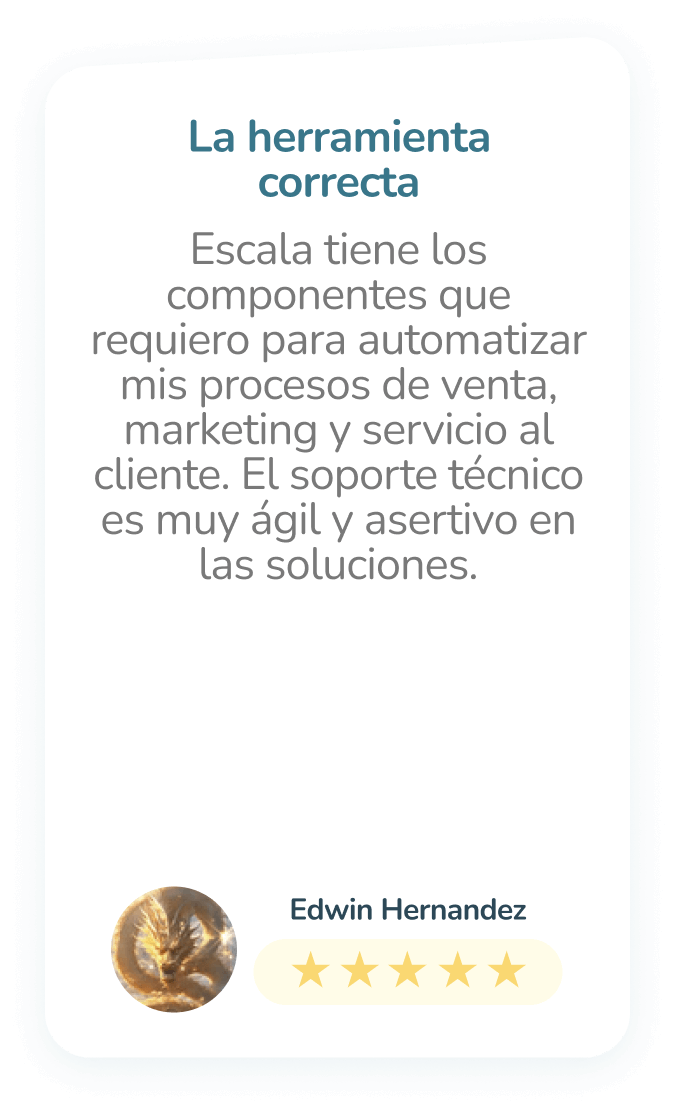 La herramienta
correcta
Escala tiene los
componentes que
requiero para automatizar
mis procesos de venta,
marketing y servicio al
cliente. El soporte técnico
es muy ágil y asertivo en
las soluciones.
Edwin Hernandez